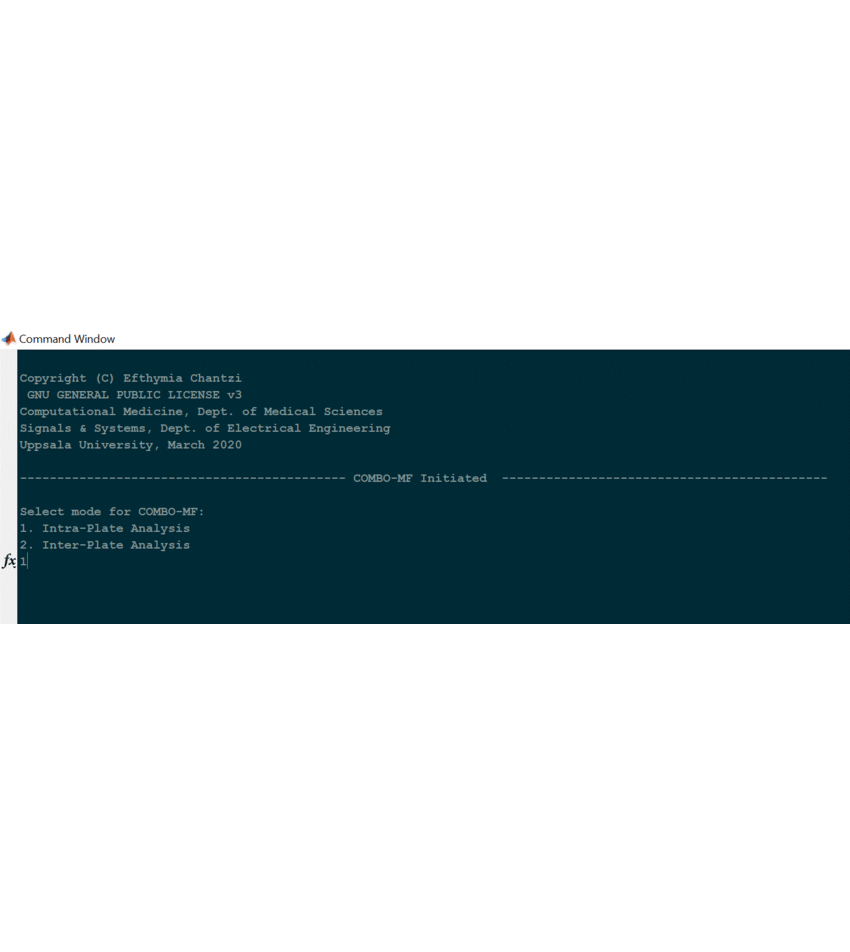 Command Window
Copyright (C) Efthymia Chantzi
GNU GENERAL PUBLIC LICENSE v3
Computational Medicine, Dept. of Medical Sciences
Signals & Systems, Dept. of Electrical Engineering
Uppsala University, March 2020
-------------------------------------------- COMBO-MF Initiated --------------------------------------------
Select mode for COMBO-MF:
1. Intra-Plate Analysis
2. Inter-Plate Analysis
fx 1